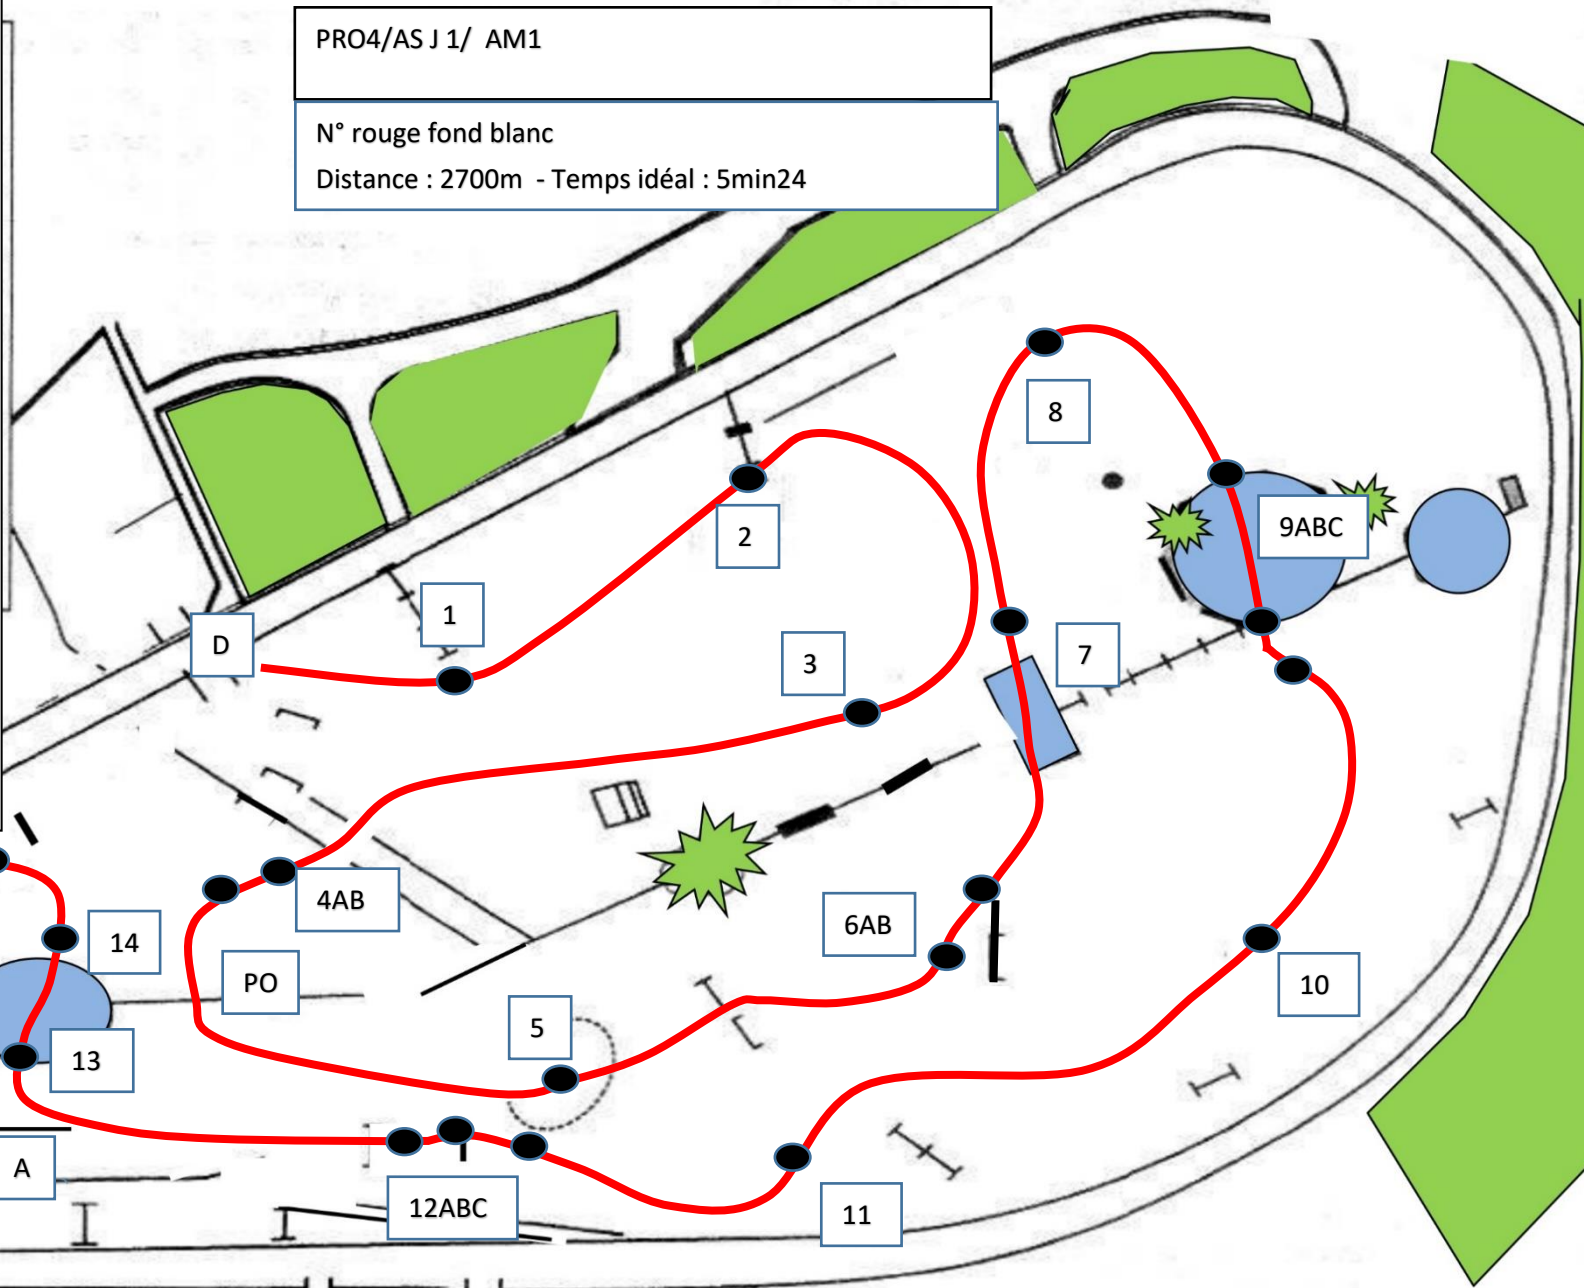 PRO4/AS J 1/ AM1
N° rouge fond blanc
Distance : 2700m - Temps idéal : 5min24
8
2
9ABC
1
D
3
7
4AB
6AB
14
PO
10
5
13
A
12ABC
11